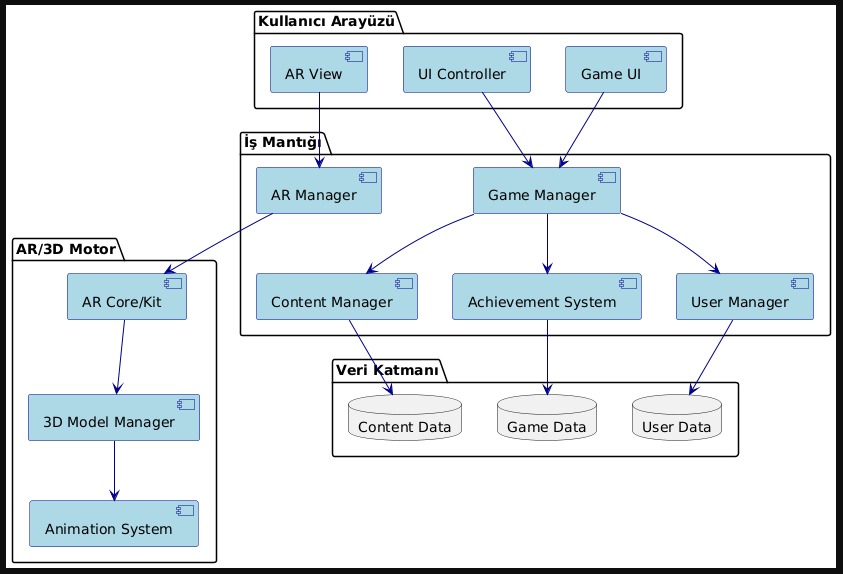 Kullanıcı Arayüzü
AR View
UI Controller
Game UI
İş Mantığı
AR Manager
Game Manager
AR/3D Motor
AR Core/Kit
Content Manager
Achievement System
User Manager
Veri Katmanı
3D Model Manager
Content Data
Game Data
User Data
Animation System